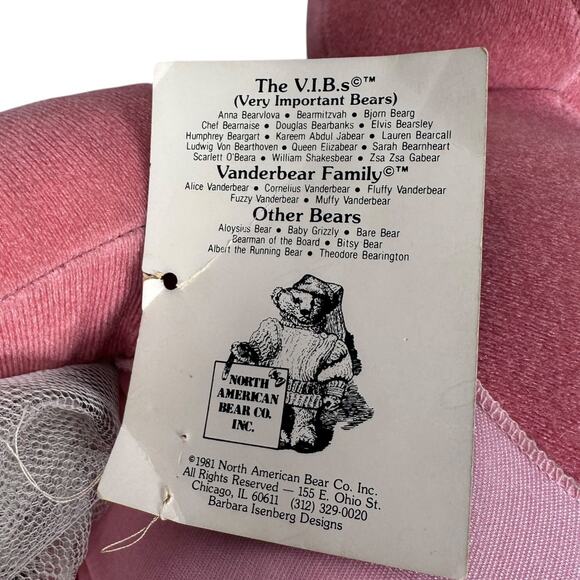 The V.I.B.s©™
(Very Important Bears)
Anna Bearvlova • Bearmitzvah • Bjorn Bearg
Chef Bearnaise • Douglas Bearbanks • Elvis Bearsley
Humphrey Beargart • Kareem Abdul Jabear • Lauren Bearcall
Ludwig Von Bearthoven • Queen Elizabear • Sarah Bearnheart
Scarlett O'Beara • William Shakesbear • Zsa Zsa Gabear
Vanderbear Family©™
Alice Vanderbear • Cornelius Vanderbear • Fluffy Vanderbear
Fuzzy Vanderbear • Muffy Vanderbear
Other Bears
Aloysius Bear • Baby Grizzly • Bare Bear
Bearman of the Board • Bitsy Bear
Albert the Running Bear • Theodore Bearington
NORTH
AMERICAN
BEAR CO.
INC.
©1981 North American Bear Co. Inc.
All Rights Reserved — 155 E. Ohio St.
Chicago, IL 60611 (312) 329-0020
Barbara Isenberg Designs